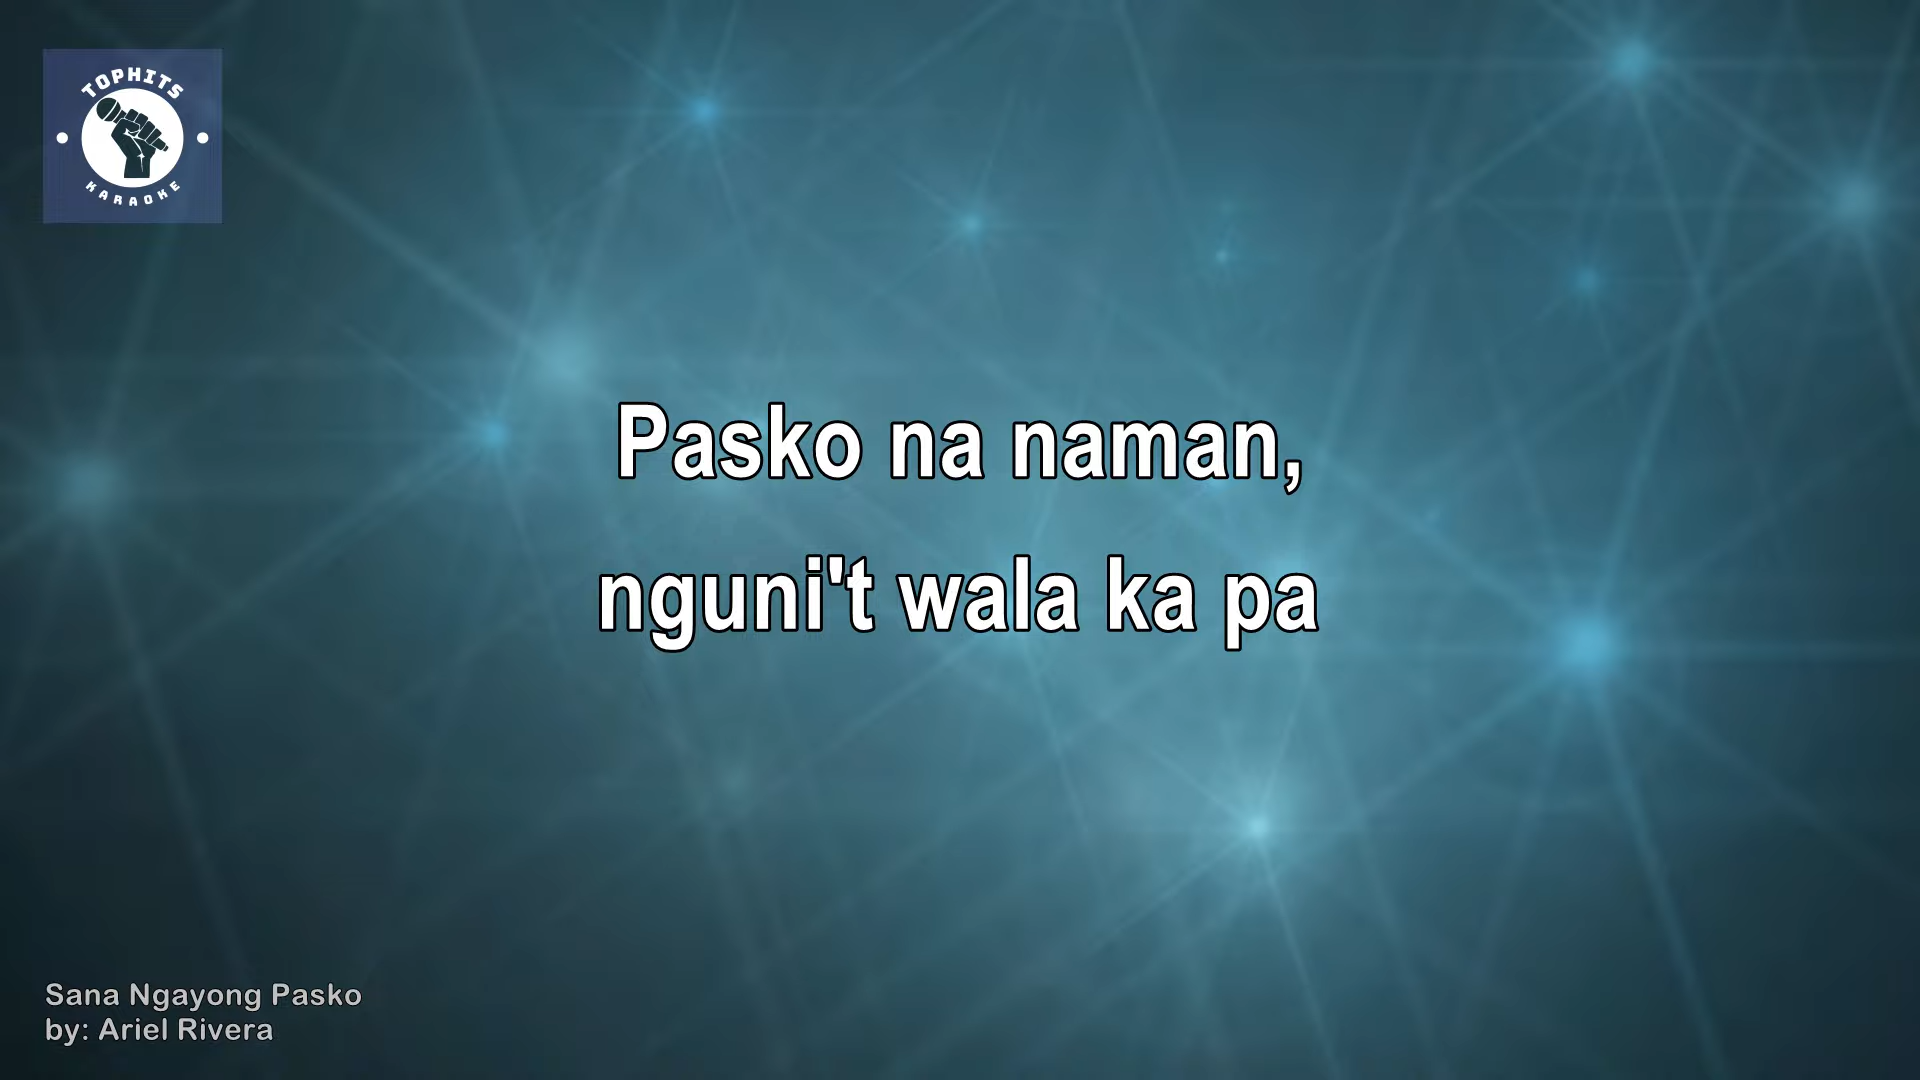 TOPHITS
KARAOKE
Pasko na naman,
nguni't wala ka pa
Sana Ngayong Pasko
by: Ariel Rivera